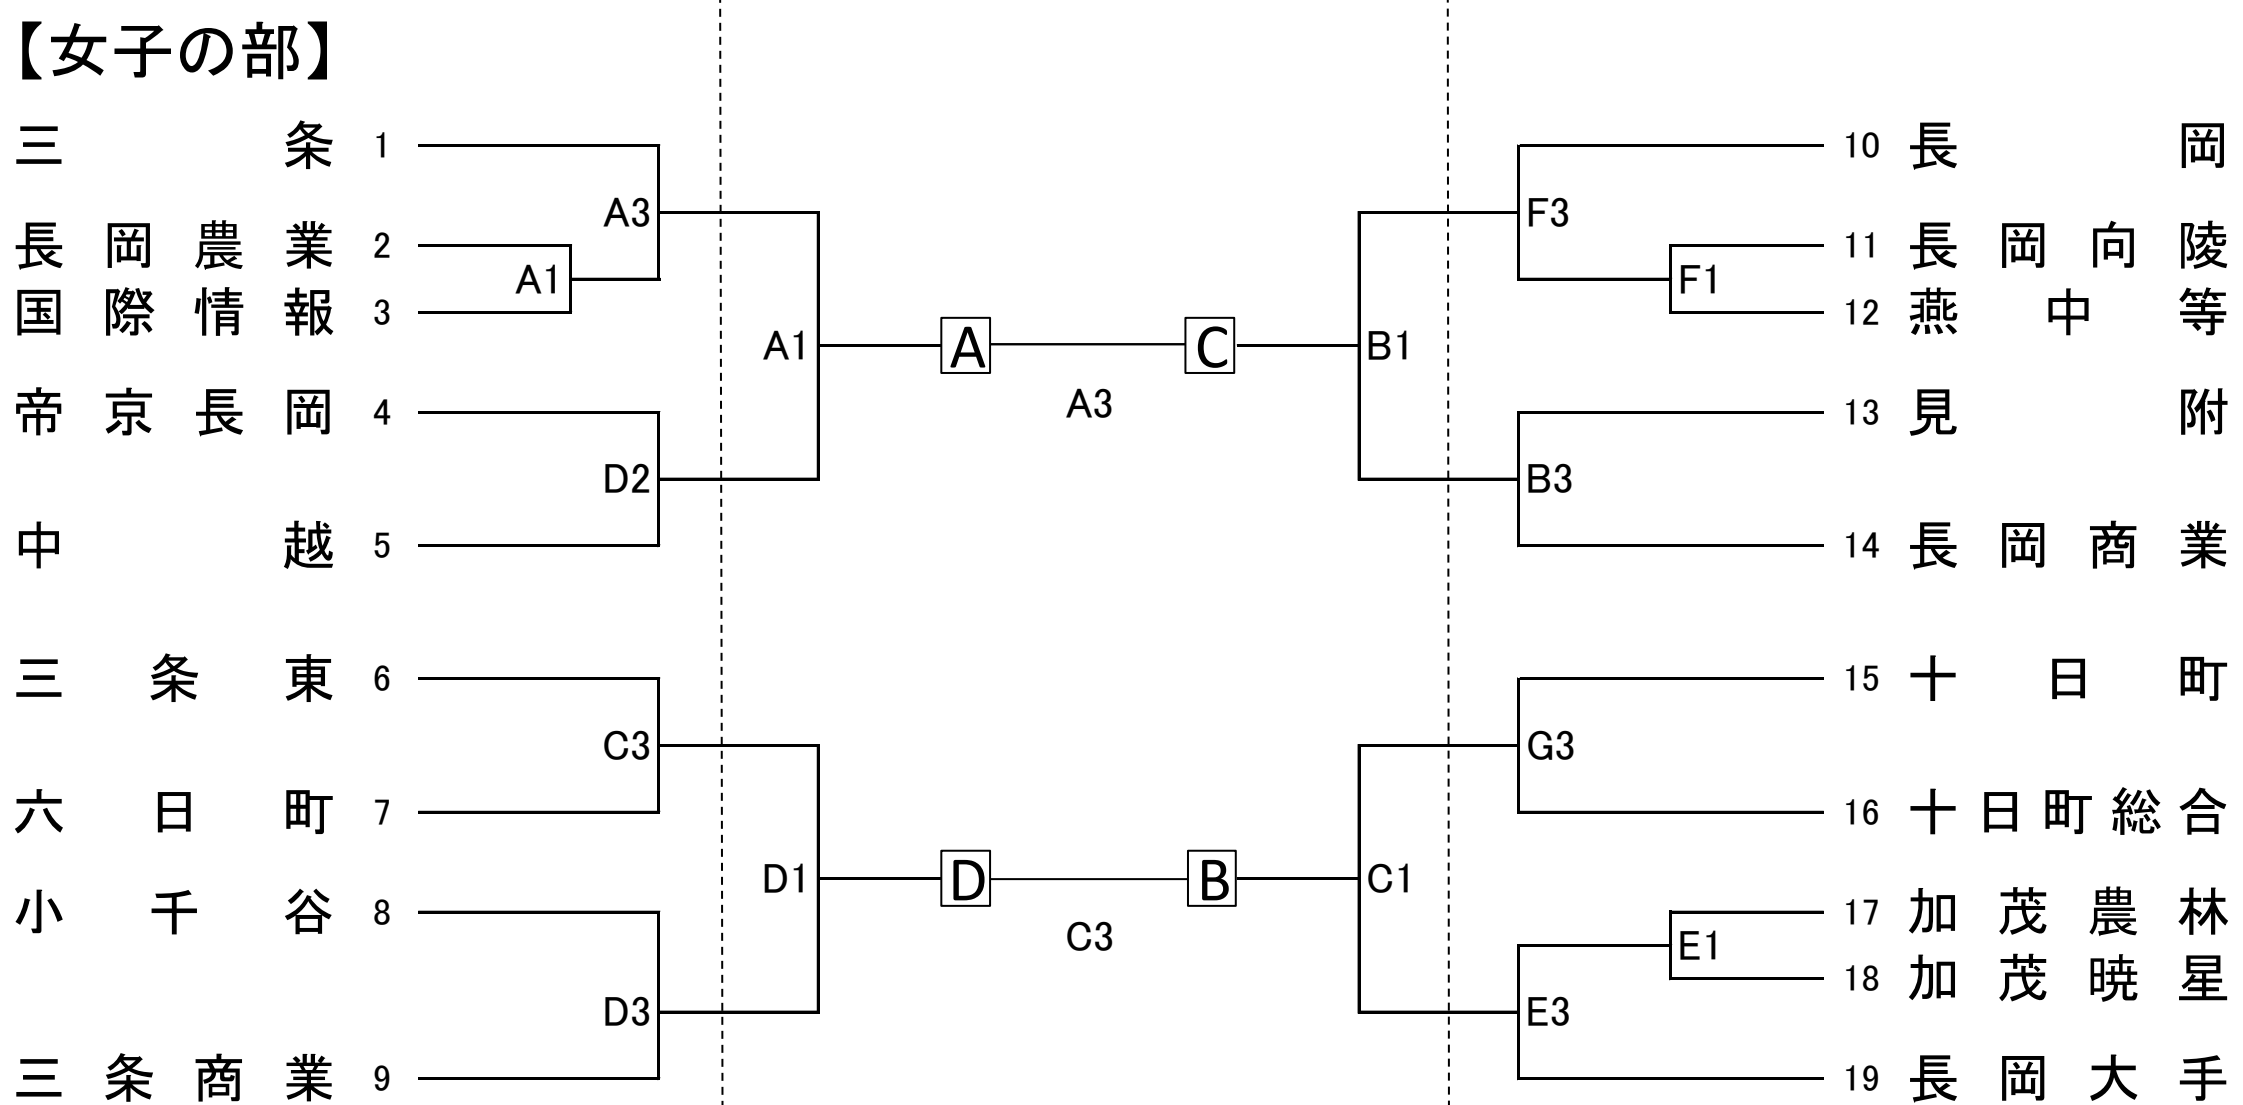 【女子の部】
三条 1
10 長岡
A3
F3
長岡農業 2
11 長岡向陵
A1
F1
国際情報 3
12 燕中等
A1
A
C
B1
A3
帝京長岡 4
13 見附
D2
B3
中越 5
14 長岡商業
三条東 6
15 十日町
C3
G3
六日町 7
16 十日町総合
D1
D
B
C1
C3
小千谷 8
17 加茂農林
E1
18 加茂暁星
D3
E3
三条商業 9
19 長岡大手